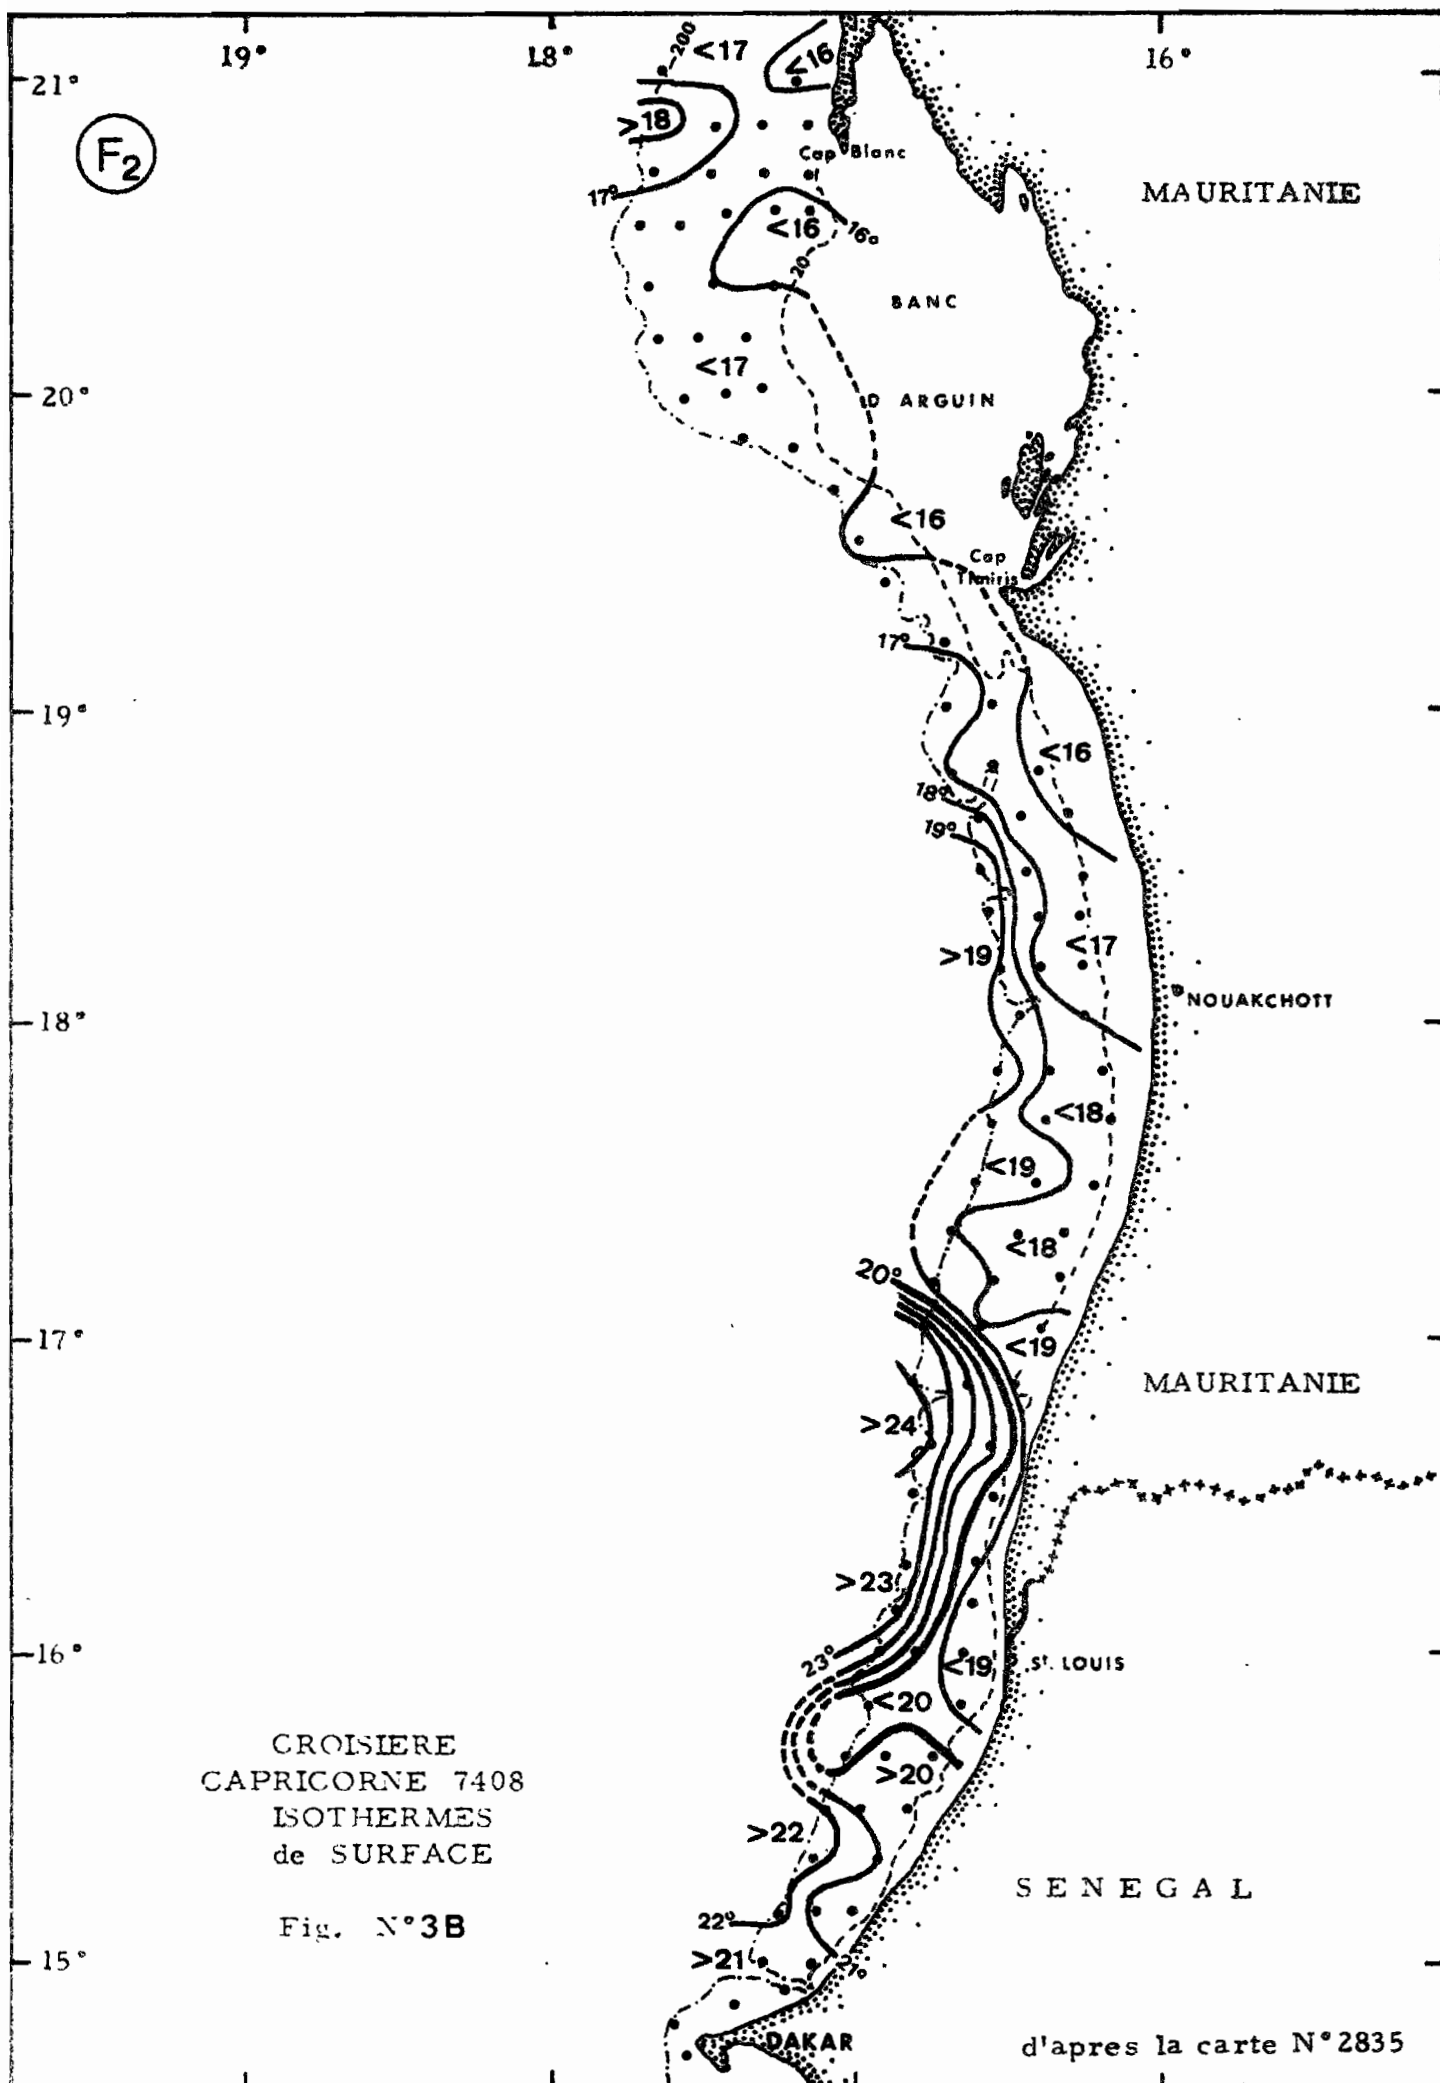 19°
18°
16°
21°
F2
-200
<17
<16
>18
Cap Blanc
MAURITANIE
17°
<16
16°
-20
BANC
<17
20°
D ARGUIN
<16
Cap
Timiris
17°
19°
<16
18°
19°
<17
>19
NOUAKCHOTT
18°
<18
<19
<18
20°
17°
<19
MAURITANIE
>24
>23
16°
23°
<19
St. LOUIS
<20
CROISIERE
CAPRICORNE 7408
ISOTHERMES
de SURFACE
Fig. N°3B
>20
>22
SENEGAL
22°
15°
>21
21°
DAKAR
d'apres la carte N°2835